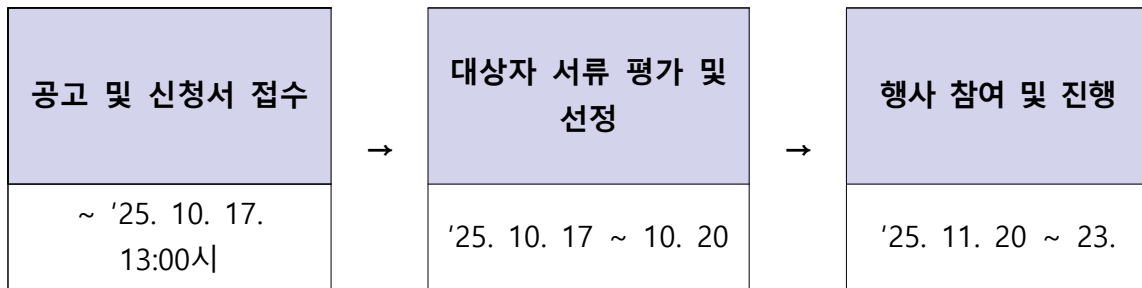 공고 및 신청서 접수
~ '25. 10. 17.
13:00시
→
대상자 서류 평가 및
선정
'25. 10. 17 ~ 10. 20
→
행사 참여 및 진행
'25. 11. 20 ~ 23.